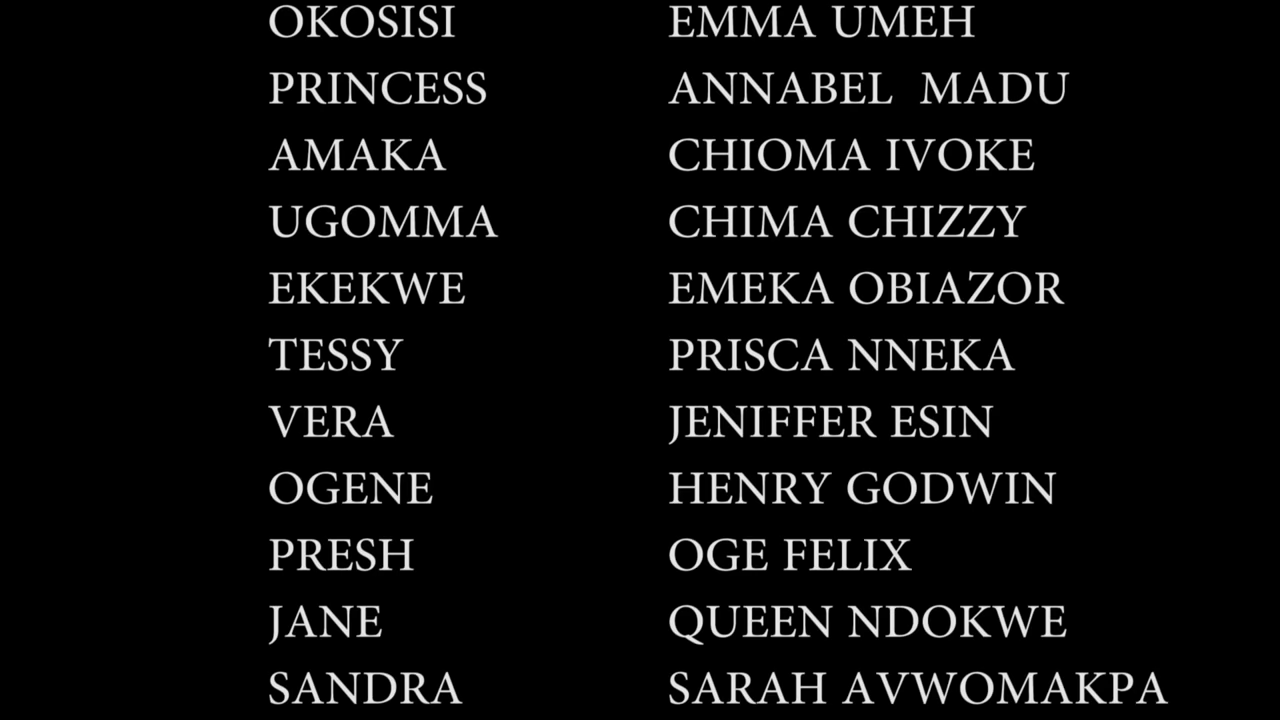 OKOSISI EMMA UMEH
PRINCESS ANNABEL MADU
AMAKA CHIOMA IVOKE
UGOMMA CHIMA CHIZZY
EKEKWE EMEKA OBIAZOR
TESSY PRISCA NNEKA
VERA JENIFFER ESIN
OGENE HENRY GODWIN
PRESH OGE FELIX
JANE QUEEN NDOKWE
SANDRA SARAH AVWOMAKPA